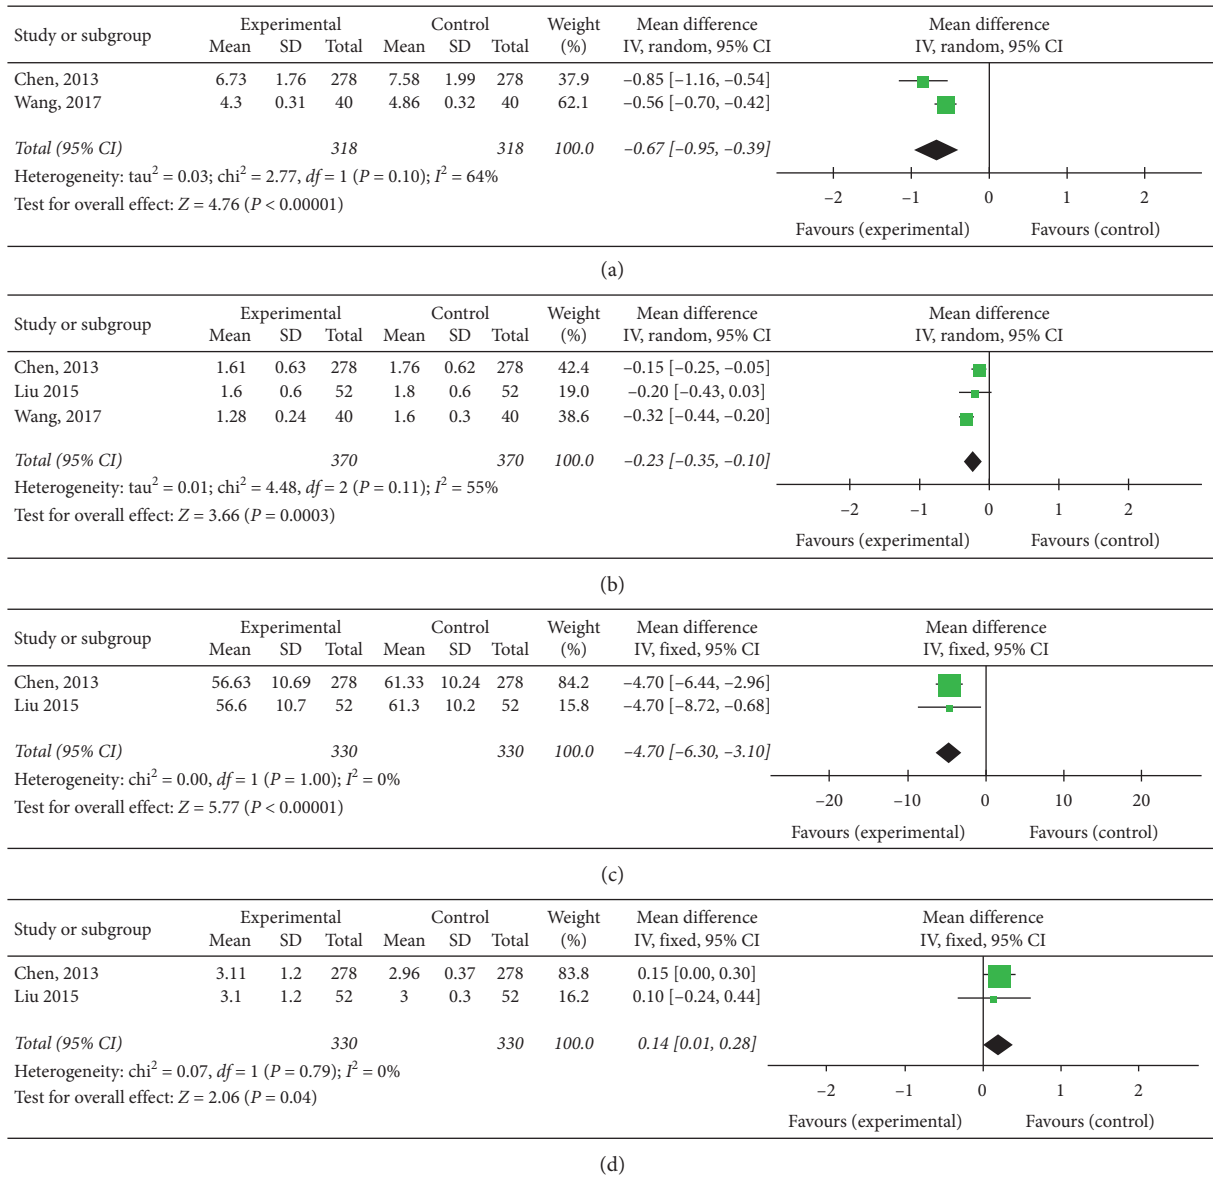 Study or subgroup Experimental Control Weight Mean difference Mean difference
Mean SD Total Mean SD Total (%) IV, random, 95% CI IV, random, 95% CI
Chen, 2013 6.73 1.76 278 7.58 1.99 278 37.9 –0.85 [–1.16, –0.54]
Wang, 2017 4.3 0.31 40 4.86 0.32 40 62.1 –0.56 [–0.70, –0.42]
Total (95% CI) 318 318 100.0 –0.67 [–0.95, –0.39]
Heterogeneity: tau² = 0.03; chi² = 2.77, df = 1 (P = 0.10); I² = 64%
Test for overall effect: Z = 4.76 (P < 0.00001)
–2 –1 0 1 2
Favours (experimental) Favours (control)
(a)
Study or subgroup Experimental Control Weight Mean difference Mean difference
Mean SD Total Mean SD Total (%) IV, random, 95% CI IV, random, 95% CI
Chen, 2013 1.61 0.63 278 1.76 0.62 278 42.4 –0.15 [–0.25, –0.05]
Liu 2015 1.6 0.6 52 1.8 0.6 52 19.0 –0.20 [–0.43, 0.03]
Wang, 2017 1.28 0.24 40 1.6 0.3 40 38.6 –0.32 [–0.44, –0.20]
Total (95% CI) 370 370 100.0 –0.23 [–0.35, –0.10]
Heterogeneity: tau² = 0.01; chi² = 4.48, df = 2 (P = 0.11); I² = 55%
Test for overall effect: Z = 3.66 (P = 0.0003)
–2 –1 0 1 2
Favours (experimental) Favours (control)
(b)
Study or subgroup Experimental Control Weight Mean difference Mean difference
Mean SD Total Mean SD Total (%) IV, fixed, 95% CI IV, fixed, 95% CI
Chen, 2013 56.63 10.69 278 61.33 10.24 278 84.2 –4.70 [–6.44, –2.96]
Liu 2015 56.6 10.7 52 61.3 10.2 52 15.8 –4.70 [–8.72, –0.68]
Total (95% CI) 330 330 100.0 –4.70 [–6.30, –3.10]
Heterogeneity: chi² = 0.00, df = 1 (P = 1.00); I² = 0%
Test for overall effect: Z = 5.77 (P < 0.00001)
–20 –10 0 10 20
Favours (experimental) Favours (control)
(c)
Study or subgroup Experimental Control Weight Mean difference Mean difference
Mean SD Total Mean SD Total (%) IV, fixed, 95% CI IV, fixed, 95% CI
Chen, 2013 3.11 1.2 278 2.96 0.37 278 83.8 0.15 [0.00, 0.30]
Liu 2015 3.1 1.2 52 3 0.3 52 16.2 0.10 [–0.24, 0.44]
Total (95% CI) 330 330 100.0 0.14 [0.01, 0.28]
Heterogeneity: chi² = 0.07, df = 1 (P = 0.79); I² = 0%
Test for overall effect: Z = 2.06 (P = 0.04)
–2 –1 0 1 2
Favours (experimental) Favours (control)
(d)